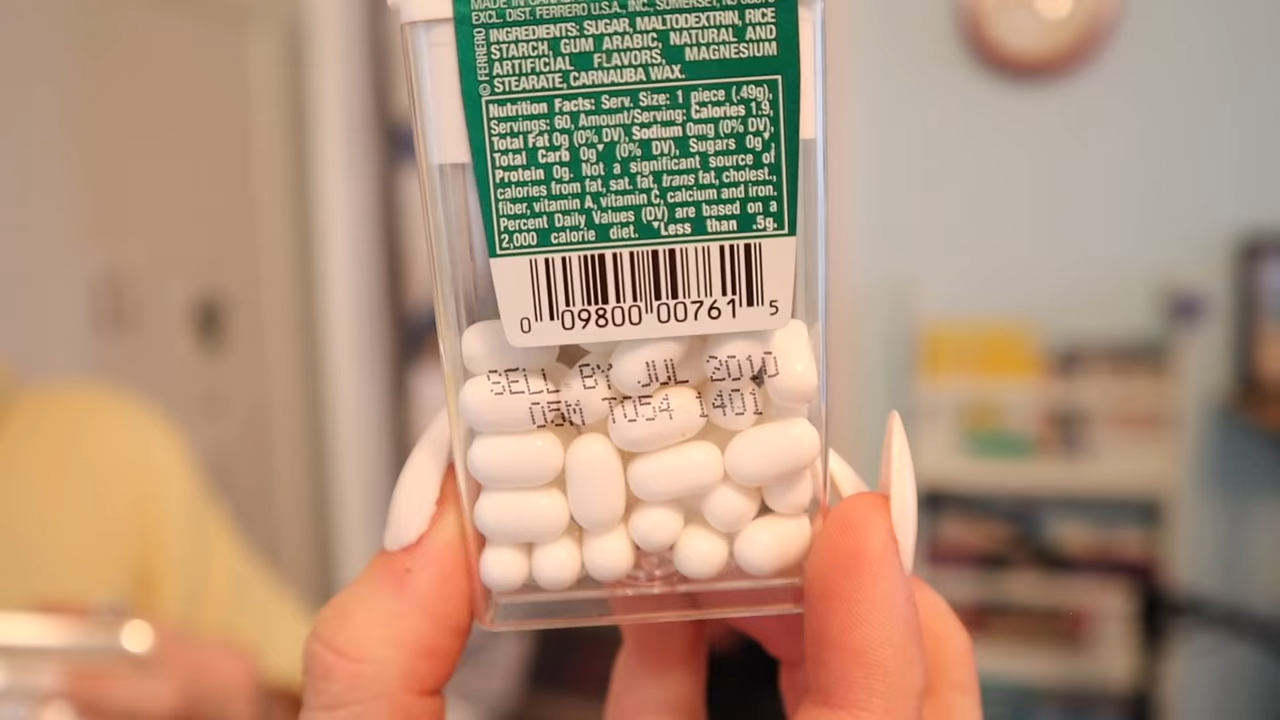 MADE IN CANADA
EXCL. DIST. FERRERO U.S.A., INC., SOMERSET, NJ
© FERRERO
INGREDIENTS: SUGAR, MALTODEXTRIN, RICE
STARCH, GUM ARABIC, NATURAL AND
ARTIFICIAL FLAVORS, MAGNESIUM
STEARATE, CARNAUBA WAX.
Nutrition Facts: Serv. Size: 1 piece (.49g),
Servings: 60, Amount/Serving: Calories 1.9,
Total Fat 0g (0% DV), Sodium 0mg (0% DV),
Total Carb 0g▼ (0% DV), Sugars 0g▼,
Protein 0g. Not a significant source of
calories from fat, sat. fat, trans fat, cholest.,
fiber, vitamin A, vitamin C, calcium and iron.
Percent Daily Values (DV) are based on a
2,000 calorie diet. ▼Less than .5g.
0 09800 00761 5
SELL BY JUL 2010
05M T054 1401